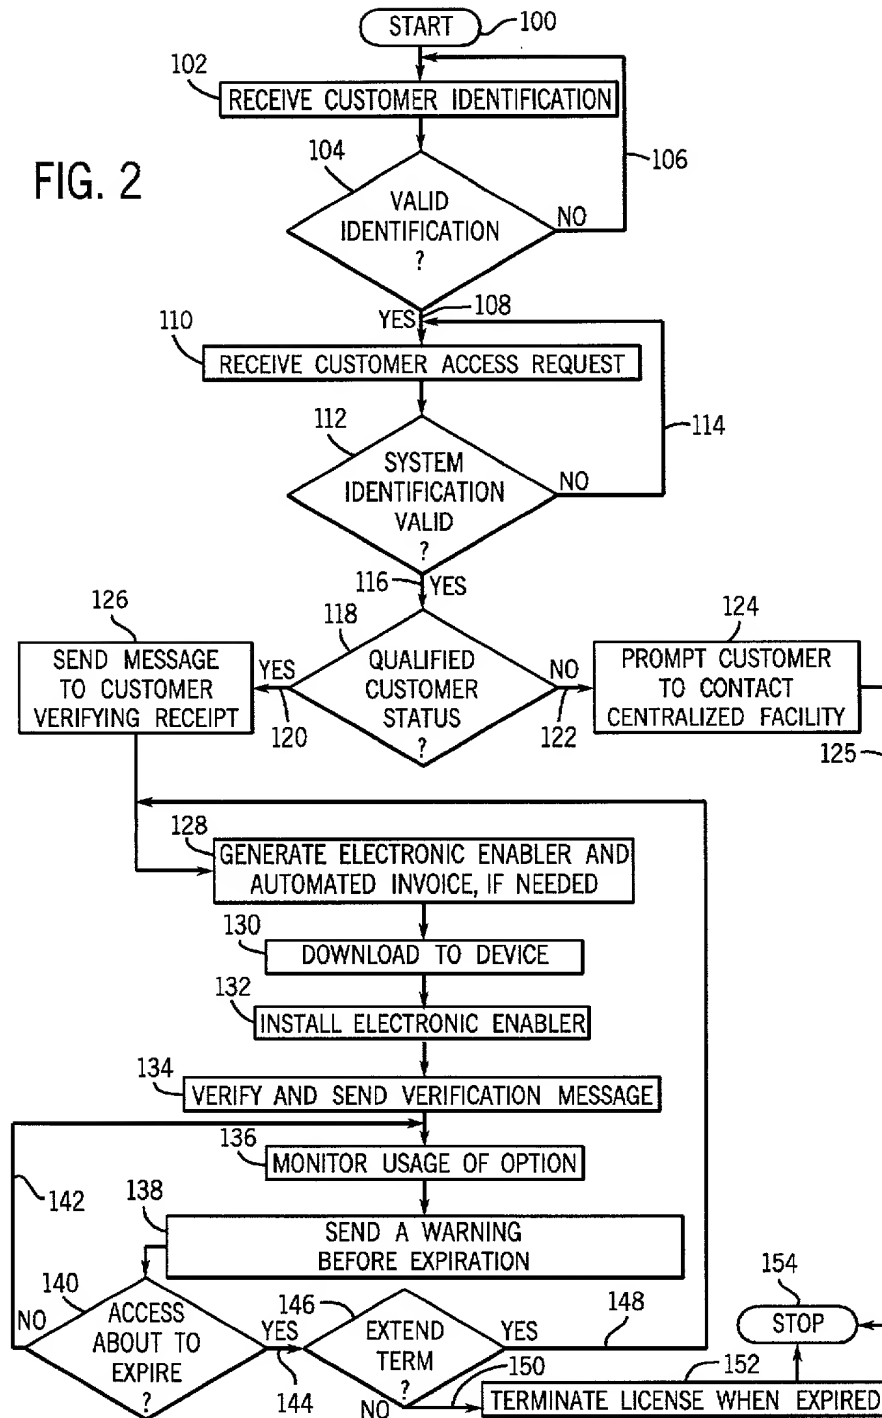 START
100
102
RECEIVE CUSTOMER IDENTIFICATION
FIG. 2
104
106
VALID
IDENTIFICATION
?
NO
YES
108
110
RECEIVE CUSTOMER ACCESS REQUEST
112
114
SYSTEM
IDENTIFICATION
VALID
?
NO
116
YES
126
118
124
SEND MESSAGE
TO CUSTOMER
VERIFYING RECEIPT
YES
120
QUALIFIED
CUSTOMER
STATUS
?
NO
122
PROMPT CUSTOMER
TO CONTACT
CENTRALIZED FACILITY
125
128
GENERATE ELECTRONIC ENABLER AND
AUTOMATED INVOICE, IF NEEDED
130
DOWNLOAD TO DEVICE
132
INSTALL ELECTRONIC ENABLER
134
VERIFY AND SEND VERIFICATION MESSAGE
136
MONITOR USAGE OF OPTION
142
138
SEND A WARNING
BEFORE EXPIRATION
140
NO
ACCESS
ABOUT TO
EXPIRE
?
YES
144
146
EXTEND
TERM
?
YES
148
NO
150
154
STOP
152
TERMINATE LICENSE WHEN EXPIRED